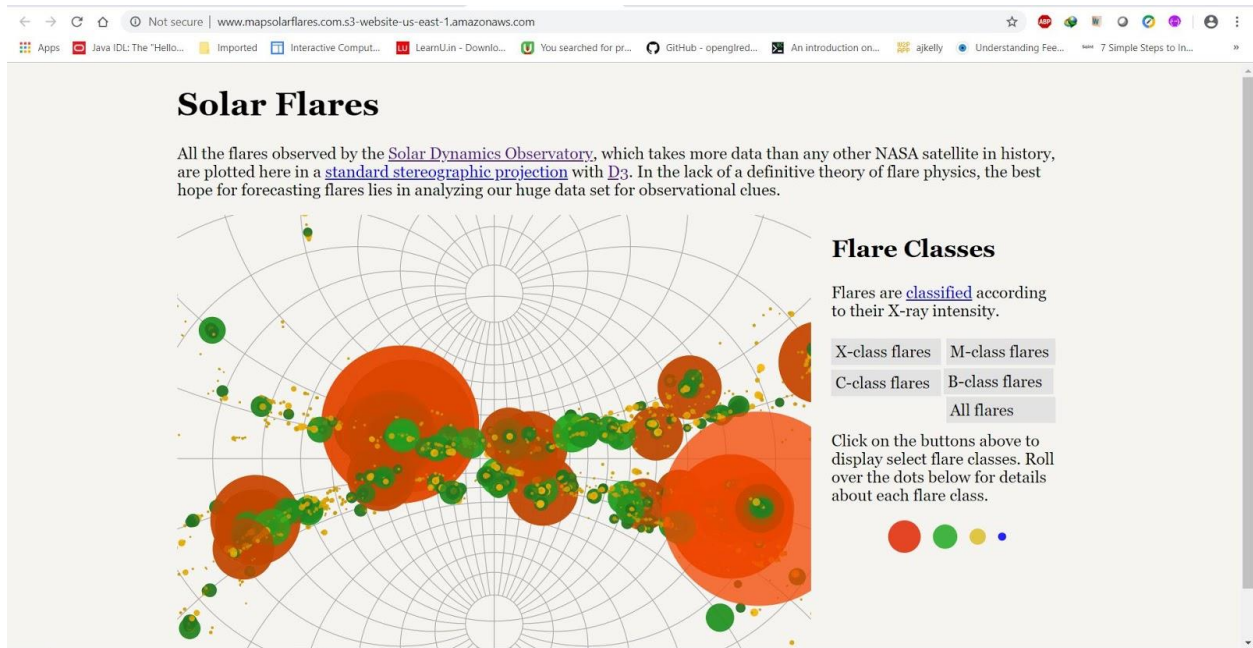 Not secure | www.mapsolarflares.com.s3-website-us-east-1.amazonaws.com
ABP
Apps Java IDL: The "Hello... Imported Interactive Comput... LU LearnU.in - Downlo... You searched for pr... GitHub - openglred... An introduction on... ajkelly Understanding Fee... 7 Simple Steps to In... »
Solar Flares
All the flares observed by the Solar Dynamics Observatory, which takes more data than any other NASA satellite in history,
are plotted here in a standard stereographic projection with D3. In the lack of a definitive theory of flare physics, the best
hope for forecasting flares lies in analyzing our huge data set for observational clues.
Flare Classes
Flares are classified according
to their X-ray intensity.
X-class flares M-class flares
C-class flares B-class flares
All flares
Click on the buttons above to
display select flare classes. Roll
over the dots below for details
about each flare class.